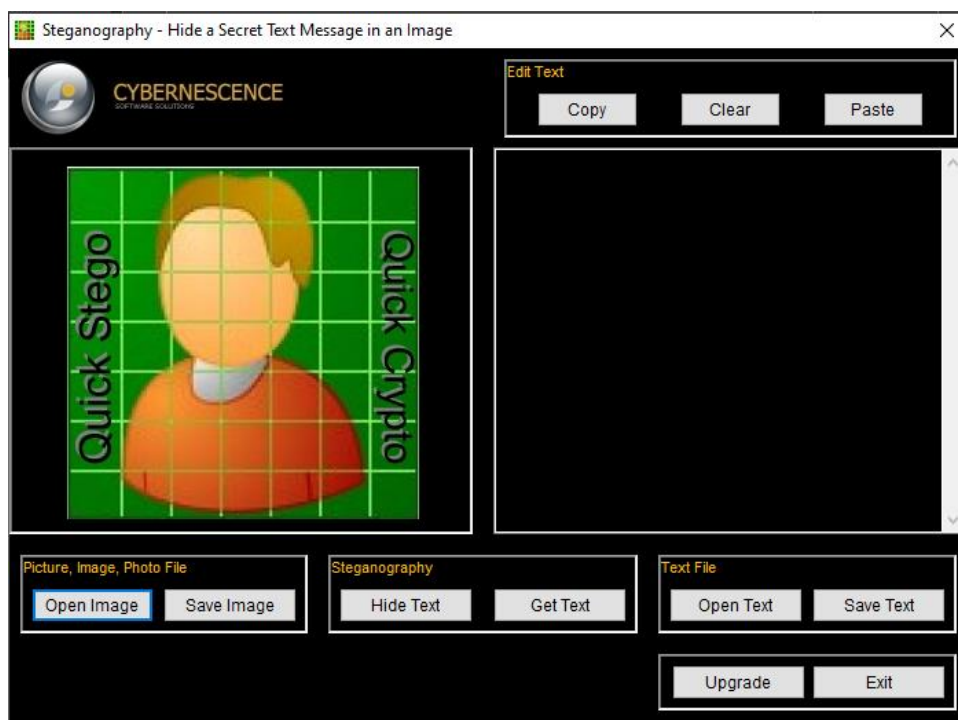 Steganography - Hide a Secret Text Message in an Image
CYBERNESCENCE
SOFTWARE SOLUTIONS
Edit Text
Copy Clear Paste
Quick Stego
Quick Crypto
Picture, Image, Photo File
Open Image Save Image
Steganography
Hide Text Get Text
Text File
Open Text Save Text
Upgrade Exit